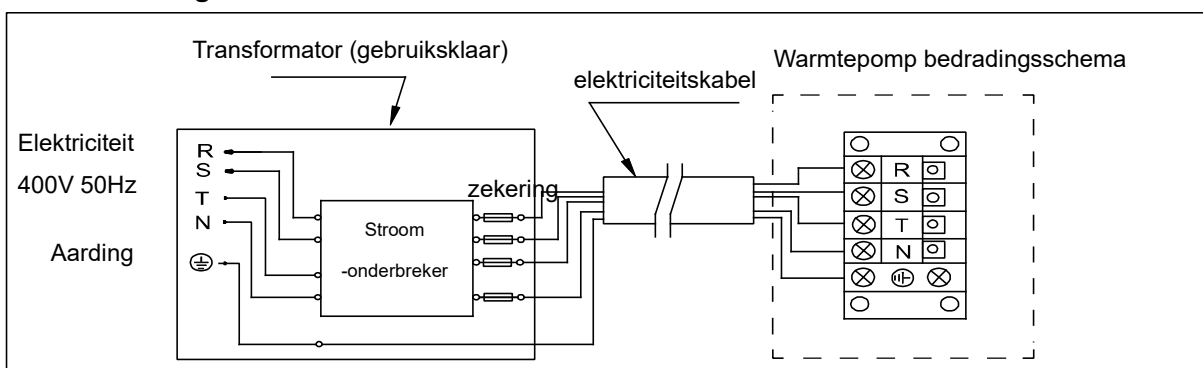 Transformator (gebruiksklaar)
elektriciteitskabel
Warmtepomp bedradingsschema
Elektriciteit
400V 50Hz
Aarding
R
S
T
N
zekering
Stroom
-onderbreker
R
S
T
N